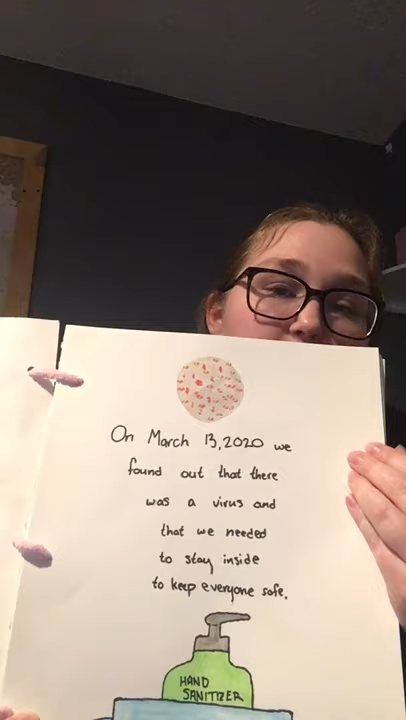 On March 13, 2020 we
found out that there
was a virus and
that we needed
to stay inside
to keep everyone safe.
HAND
SANITIZER